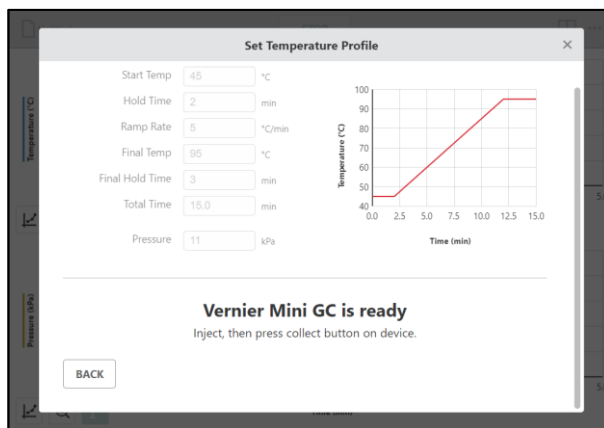 Set Temperature Profile
×
Start Temp 45 °C
Hold Time 2 min
Ramp Rate 5 °C/min
Final Temp 95 °C
Final Hold Time 3 min
Total Time 15.0 min
Pressure 11 kPa
Temperature (°C)
100
90
80
70
60
50
40
0.0 2.5 5.0 7.5 10.0 12.5 15.0
Time (min)
Vernier Mini GC is ready
Inject, then press collect button on device.
BACK
Temperature (°C)
Pressure (kPa)